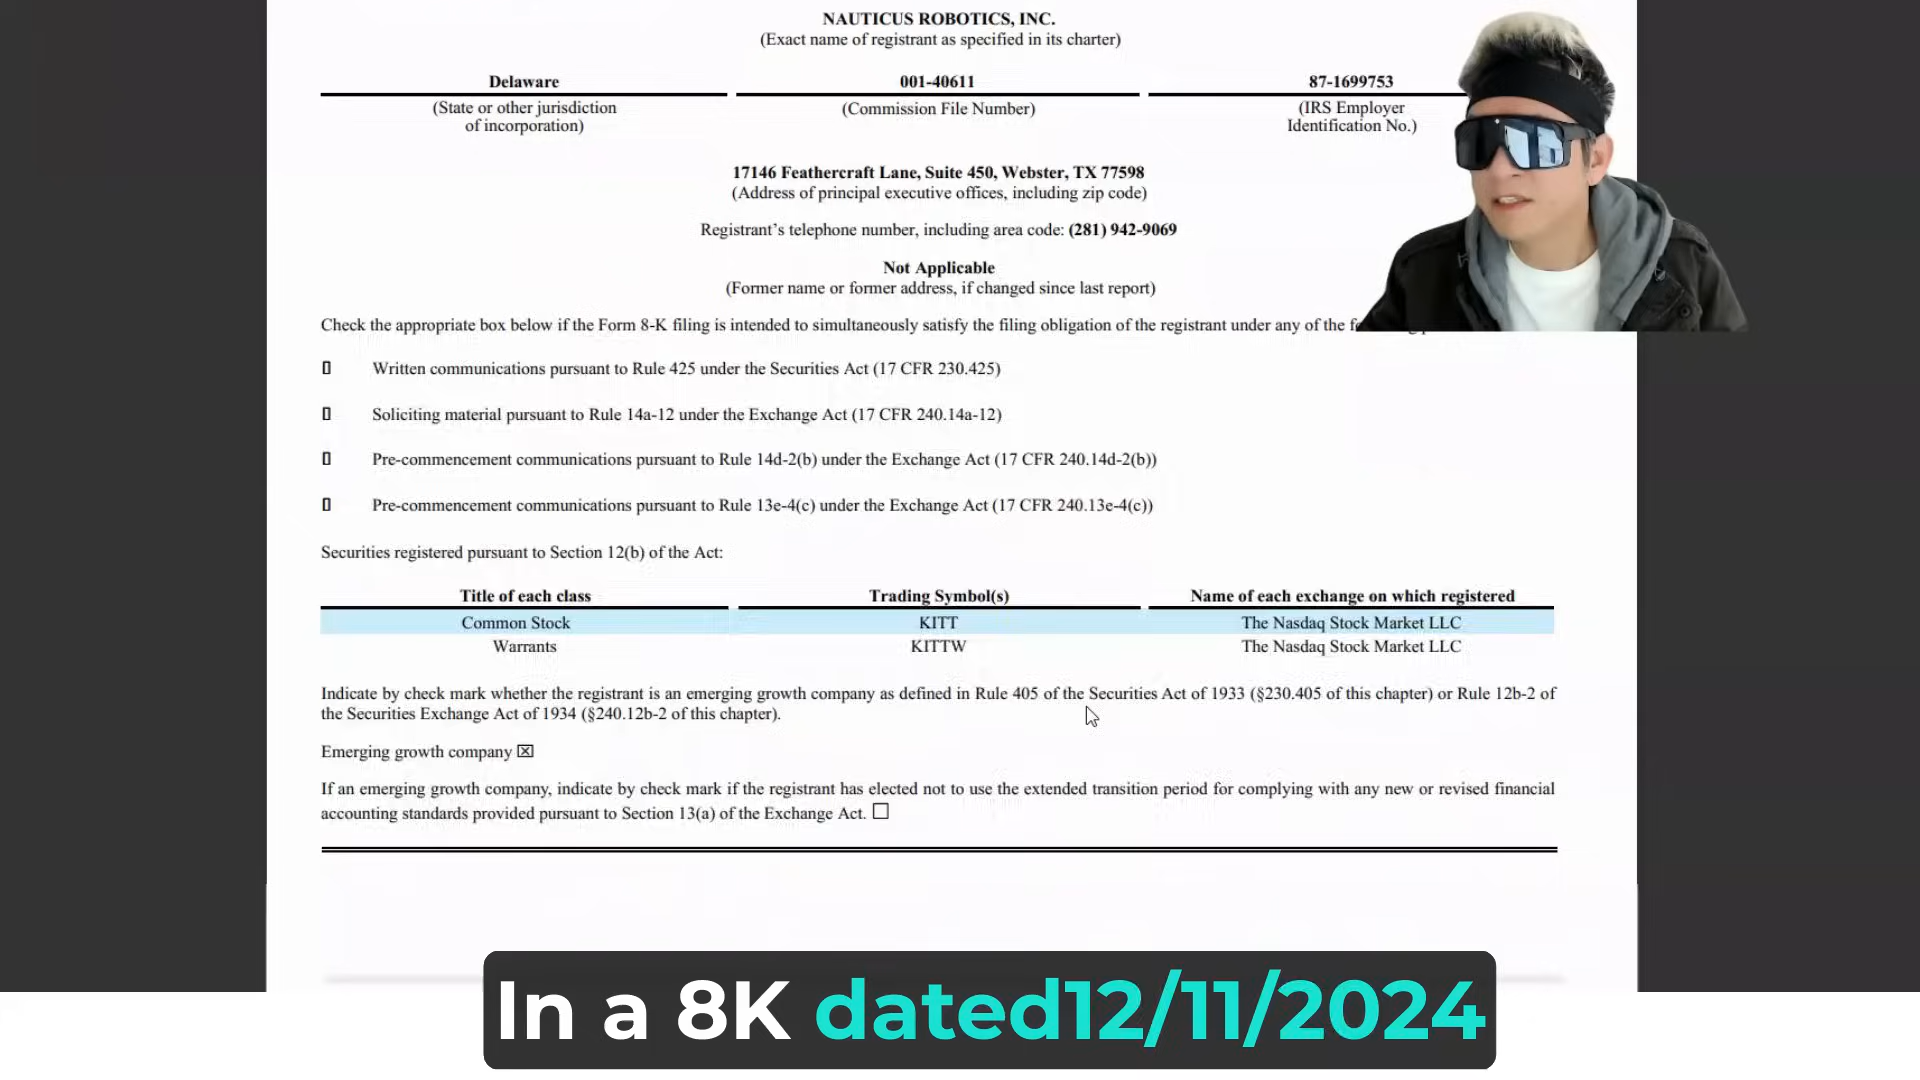 NAUTICUS ROBOTICS, INC.
(Exact name of registrant as specified in its charter)
Delaware 001-40611 87-1699753
(State or other jurisdiction of incorporation) (Commission File Number) (IRS Employer Identification No.)
17146 Feathercraft Lane, Suite 450, Webster, TX 77598
(Address of principal executive offices, including zip code)
Registrant’s telephone number, including area code: (281) 942-9069
Not Applicable
(Former name or former address, if changed since last report)
Check the appropriate box below if the Form 8-K filing is intended to simultaneously satisfy the filing obligation of the registrant under any of the
Written communications pursuant to Rule 425 under the Securities Act (17 CFR 230.425)
Soliciting material pursuant to Rule 14a-12 under the Exchange Act (17 CFR 240.14a-12)
Pre-commencement communications pursuant to Rule 14d-2(b) under the Exchange Act (17 CFR 240.14d-2(b))
Pre-commencement communications pursuant to Rule 13e-4(c) under the Exchange Act (17 CFR 240.13e-4(c))
Securities registered pursuant to Section 12(b) of the Act:
Title of each class Trading Symbol(s) Name of each exchange on which registered
Common Stock KITT The Nasdaq Stock Market LLC
Warrants KITTW The Nasdaq Stock Market LLC
Indicate by check mark whether the registrant is an emerging growth company as defined in Rule 405 of the Securities Act of 1933 (§230.405 of this chapter) or Rule 12b-2 of
the Securities Exchange Act of 1934 (§240.12b-2 of this chapter).
Emerging growth company ☒
If an emerging growth company, indicate by check mark if the registrant has elected not to use the extended transition period for complying with any new or revised financial
accounting standards provided pursuant to Section 13(a) of the Exchange Act. ☐
In a 8K dated12/11/2024